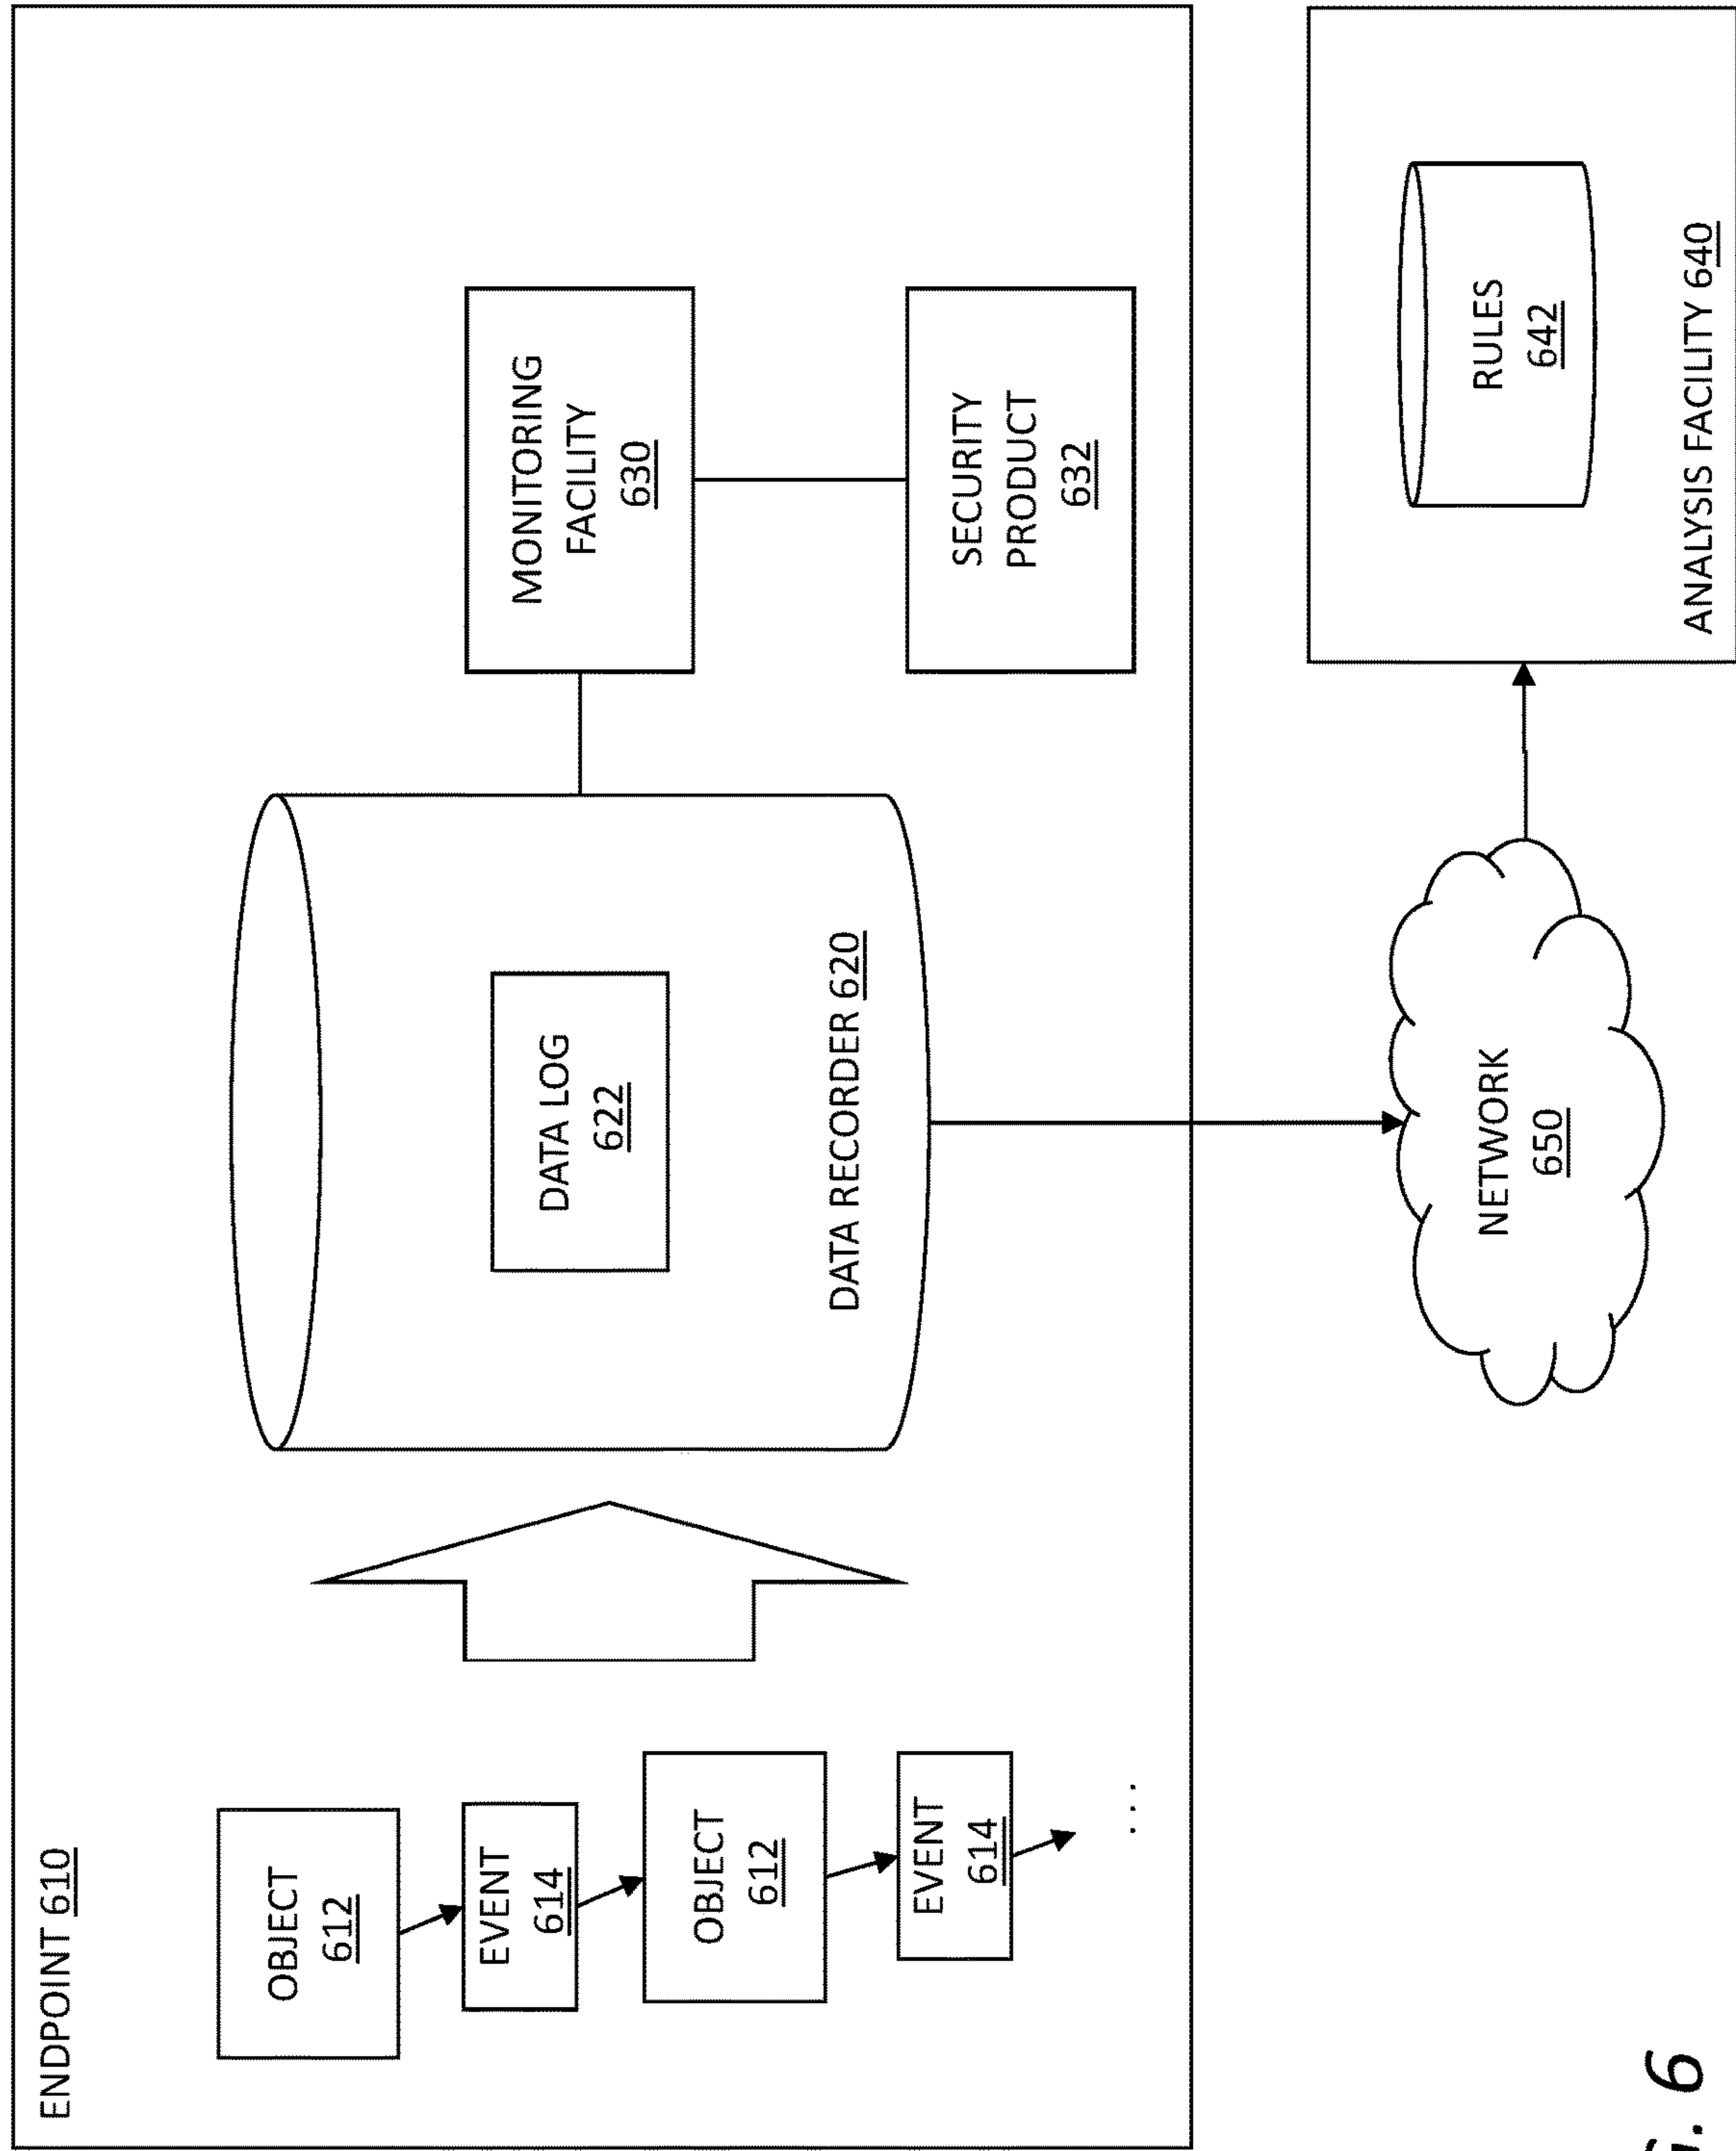 ENDPOINT 610
OBJECT
612
EVENT
614
OBJECT
612
EVENT
614
...
DATA LOG
622
DATA RECORDER 620
MONITORING
FACILITY
630
SECURITY
PRODUCT
632
NETWORK
650
RULES
642
ANALYSIS FACILITY 640
G. 6